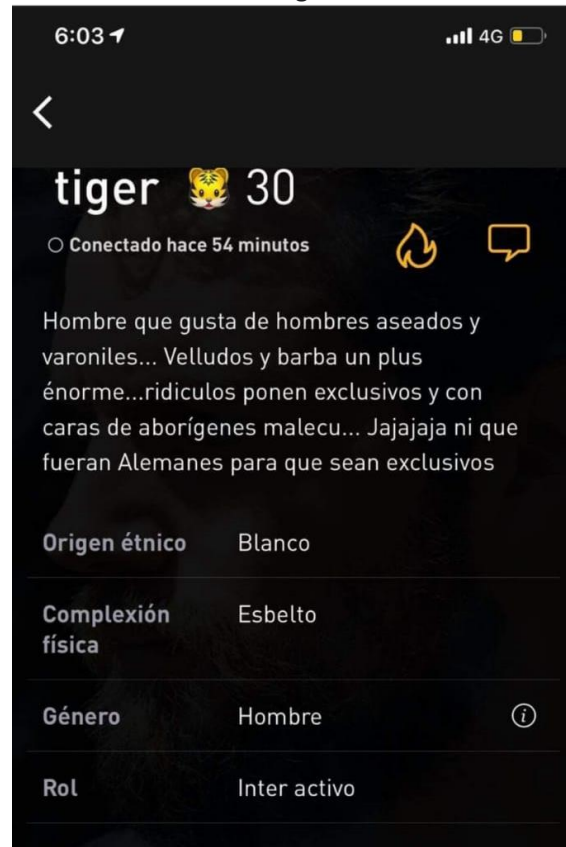 6:03
4G
tiger 🐯 30
Conectado hace 54 minutos
Hombre que gusta de hombres aseados y
varoniles... Velludos y barba un plus
énorme...ridiculos ponen exclusivos y con
caras de aborígenes malecu... Jajajaja ni que
fueran Alemanes para que sean exclusivos
Origen étnico Blanco
Complexión Esbelto
física
Género Hombre
Rol Inter activo